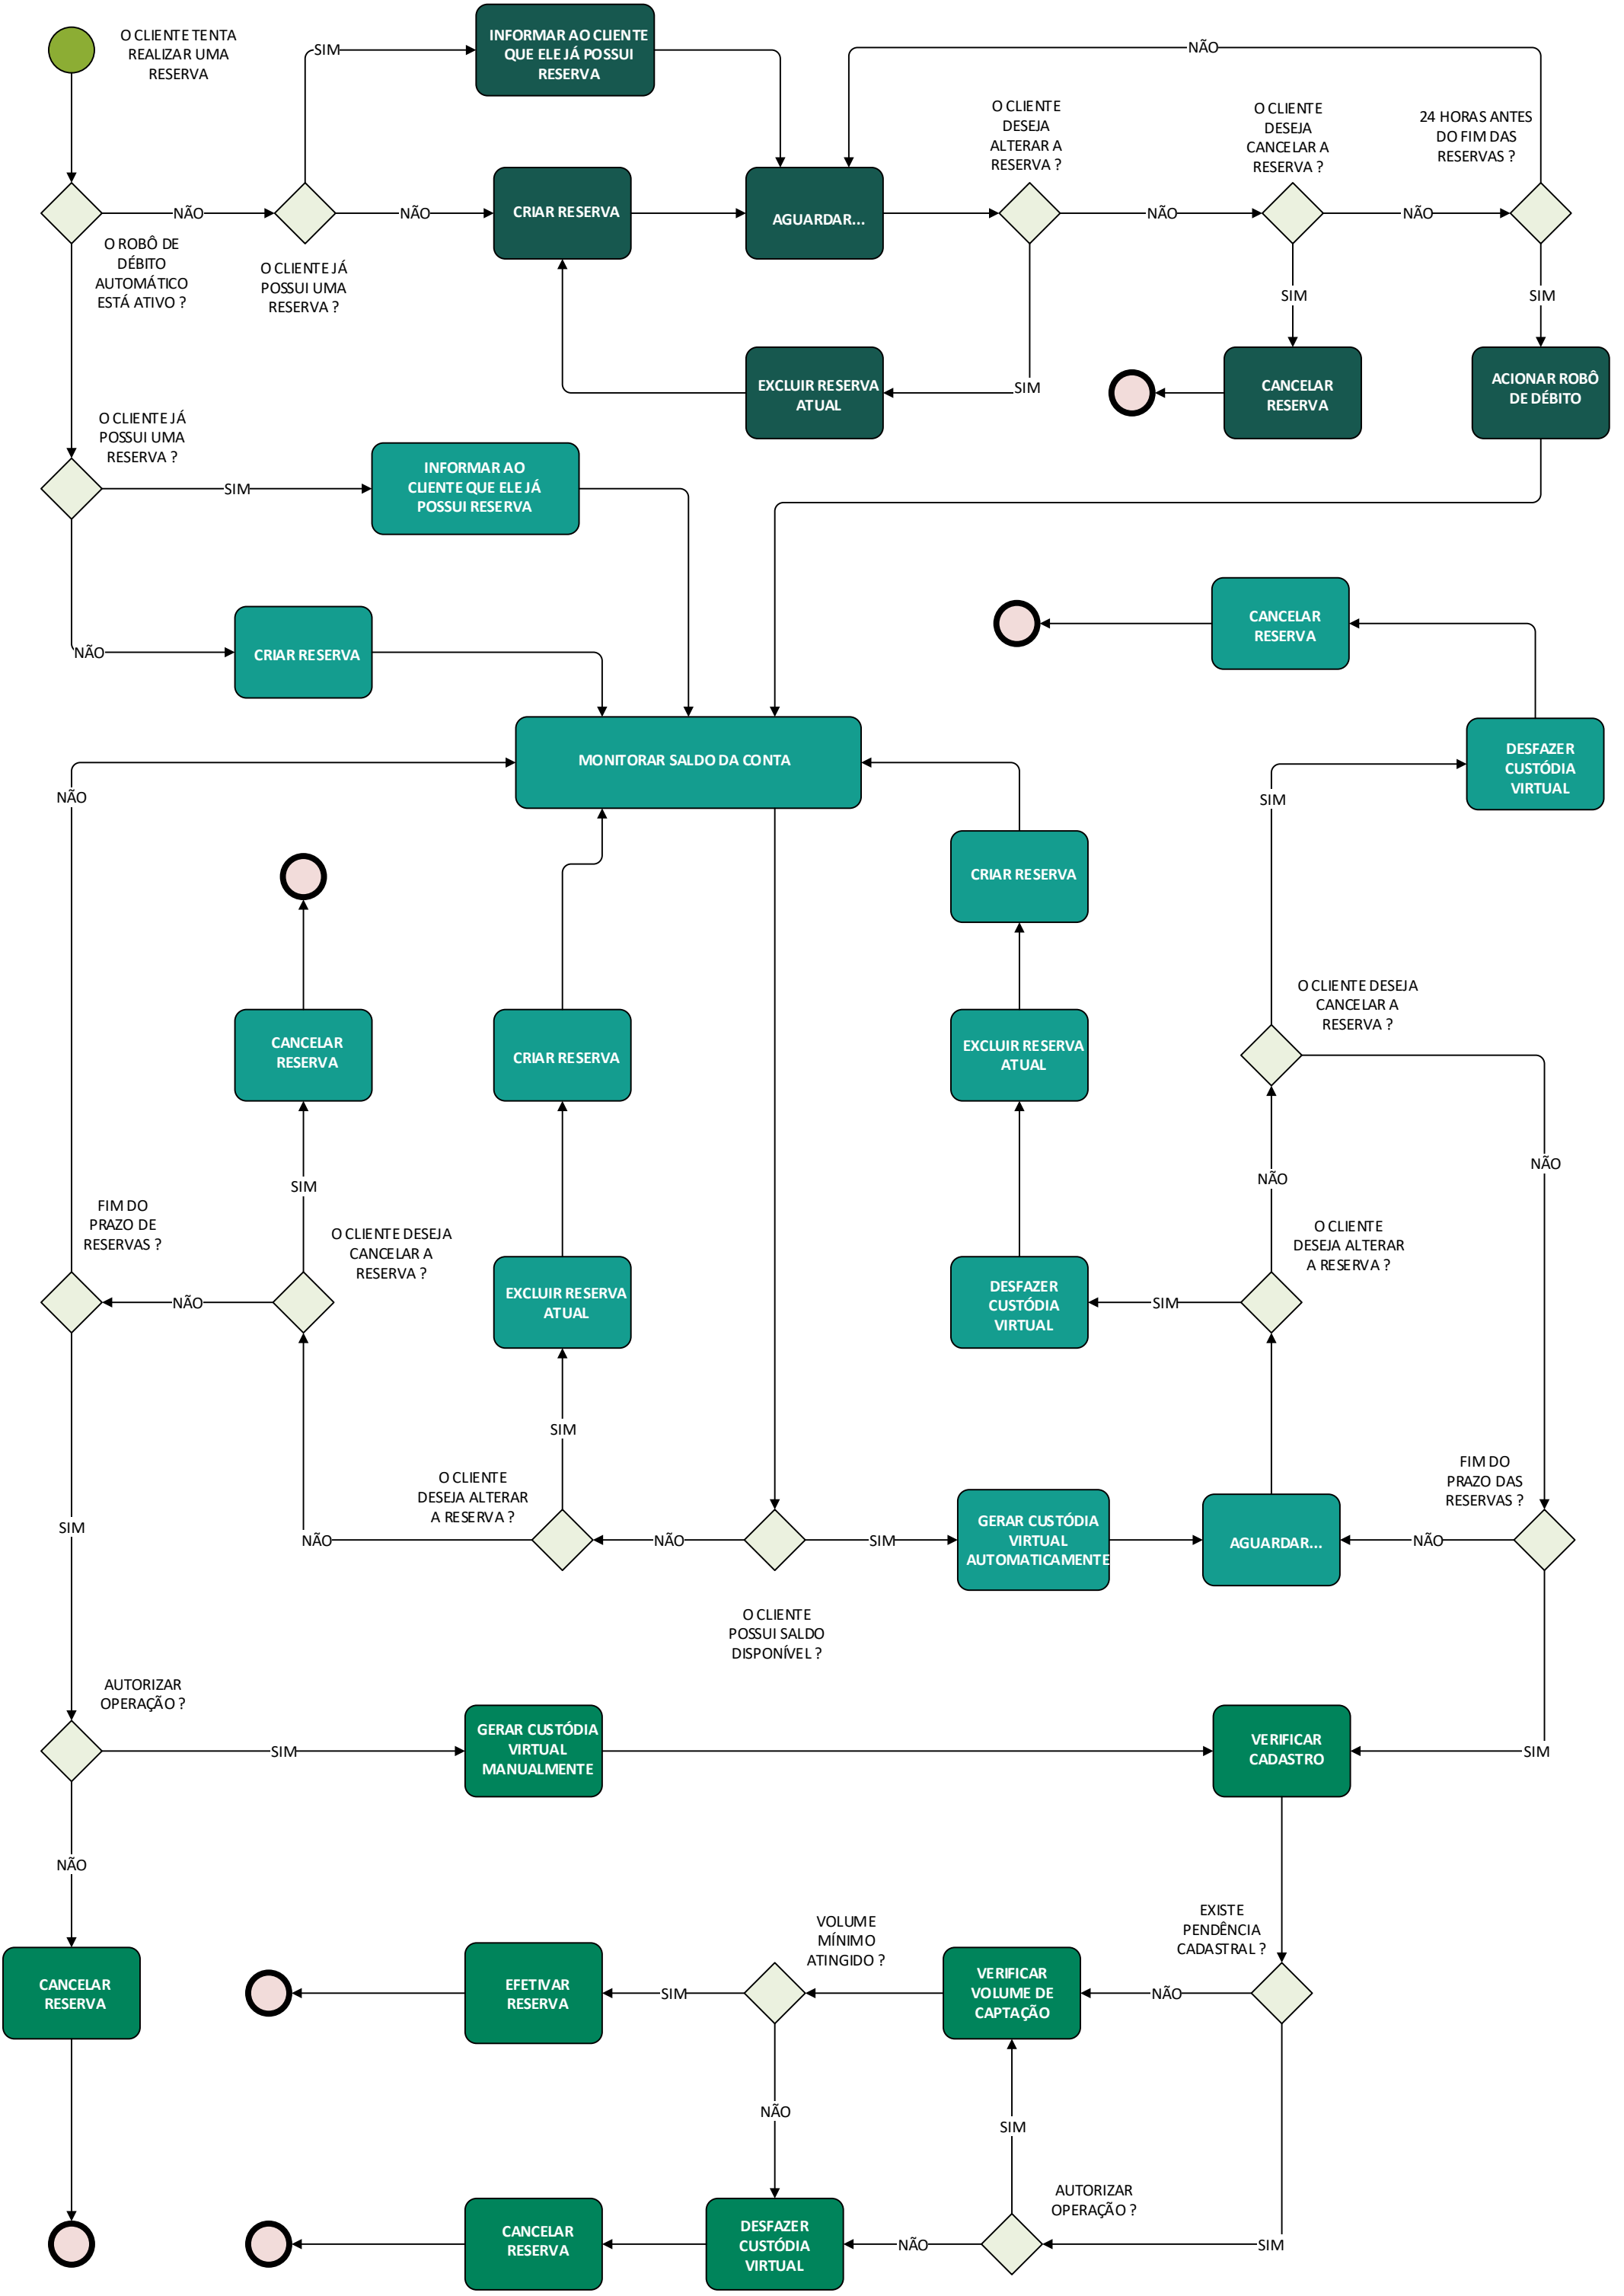 O CLIENTE TENTA
REALIZAR UMA
RESERVA
SIM
INFORMAR AO CLIENTE
QUE ELE JÁ POSSUI
RESERVA
NÃO
O CLIENTE
DESEJA
ALTERAR A
RESERVA ?
O CLIENTE
DESEJA
CANCELAR A
RESERVA ?
24 HORAS ANTES
DO FIM DAS
RESERVAS ?
NÃO
NÃO
CRIAR RESERVA
AGUARDAR...
NÃO
NÃO
O ROBÔ DE
DÉBITO
AUTOMÁTICO
ESTÁ ATIVO ?
O CLIENTE JÁ
POSSUI UMA
RESERVA ?
SIM
SIM
EXCLUIR RESERVA
ATUAL
SIM
CANCELAR
RESERVA
ACIONAR ROBÔ
DE DÉBITO
O CLIENTE JÁ
POSSUI UMA
RESERVA ?
SIM
INFORMAR AO
CLIENTE QUE ELE JÁ
POSSUI RESERVA
CANCELAR
RESERVA
NÃO
CRIAR RESERVA
MONITORAR SALDO DA CONTA
DESFAZER
CUSTÓDIA
VIRTUAL
NÃO
SIM
CRIAR RESERVA
O CLIENTE DESEJA
CANCELAR A
RESERVA ?
CANCELAR
RESERVA
CRIAR RESERVA
EXCLUIR RESERVA
ATUAL
NÃO
NÃO
SIM
FIM DO
PRAZO DE
RESERVAS ?
O CLIENTE DESEJA
CANCELAR A
RESERVA ?
O CLIENTE
DESEJA ALTERAR
A RESERVA ?
NÃO
EXCLUIR RESERVA
ATUAL
DESFAZER
CUSTÓDIA
VIRTUAL
SIM
SIM
O CLIENTE
DESEJA ALTERAR
A RESERVA ?
FIM DO
PRAZO DAS
RESERVAS ?
SIM
NÃO
NÃO
SIM
GERAR CUSTÓDIA
VIRTUAL
AUTOMATICAMENTE
AGUARDAR...
NÃO
O CLIENTE
POSSUI SALDO
DISPONÍVEL ?
AUTORIZAR
OPERAÇÃO ?
SIM
GERAR CUSTÓDIA
VIRTUAL
MANUALMENTE
VERIFICAR
CADASTRO
SIM
NÃO
VOLUME
MÍNIMO
ATINGIDO ?
EXISTE
PENDÊNCIA
CADASTRAL ?
CANCELAR
RESERVA
EFETIVAR
RESERVA
SIM
VERIFICAR
VOLUME DE
CAPTAÇÃO
NÃO
NÃO
SIM
AUTORIZAR
OPERAÇÃO ?
CANCELAR
RESERVA
DESFAZER
CUSTÓDIA
VIRTUAL
NÃO
SIM